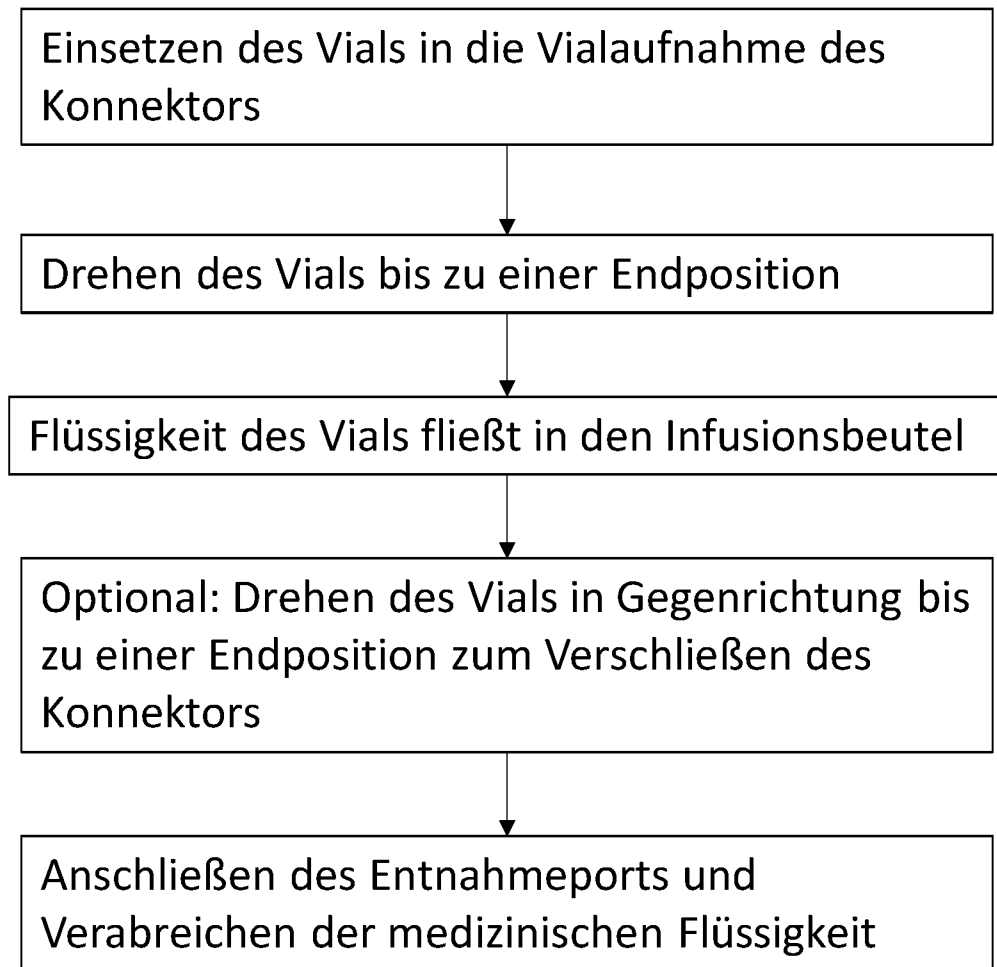 Einsetzen des Vials in die Vialaufnahme des
Konnektors
Drehen des Vials bis zu einer Endposition
Flüssigkeit des Vials fließt in den Infusionsbeutel
Optional: Drehen des Vials in Gegenrichtung bis
zu einer Endposition zum Verschließen des
Konnektors
Anschließen des Entnahmeports und
Verabreichen der medizinischen Flüssigkeit